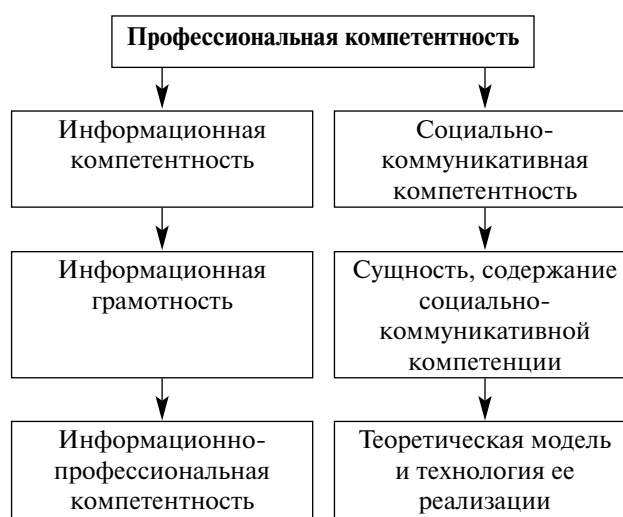 Профессиональная компетентность
Информационная
компетентность
Социально-
коммуникативная
компетентность
Информационная
грамотность
Сущность, содержание
социально-
коммуникативной
компетенции
Информационно-
профессиональная
компетентность
Теоретическая модель
и технология ее
реализации